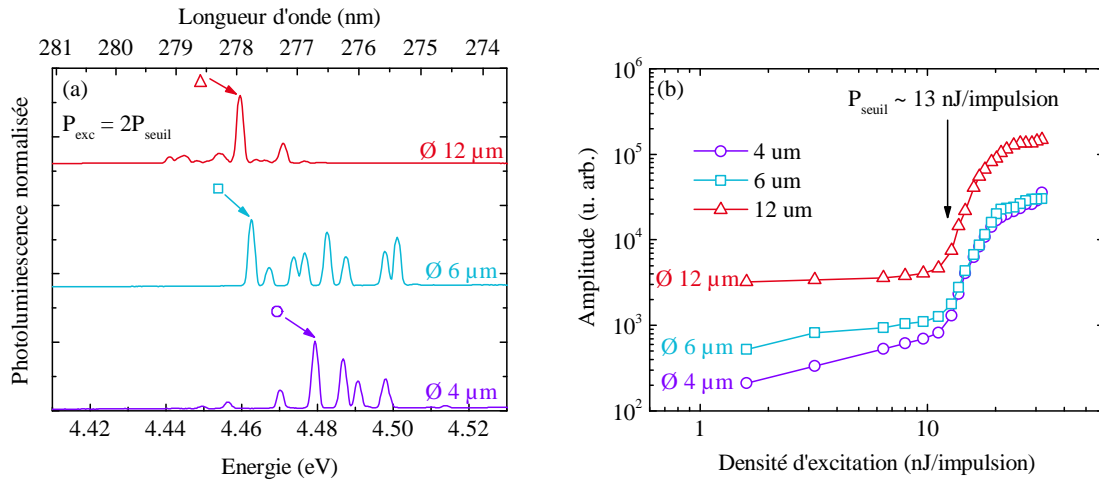 Longueur d'onde (nm)
281 280 279 278 277 276 275 274
(a)
P_exc = 2P_seuil
Ø 12 µm
Ø 6 µm
Ø 4 µm
Photoluminescence normalisée
4.42 4.44 4.46 4.48 4.50 4.52
Energie (eV)
(b)
P_seuil ~ 13 nJ/impulsion
4 um
6 um
12 um
Ø 12 µm
Ø 6 µm
Ø 4 µm
10^6
10^5
10^4
10^3
10^2
Amplitude (u. arb.)
1 10
Densité d'excitation (nJ/impulsion)